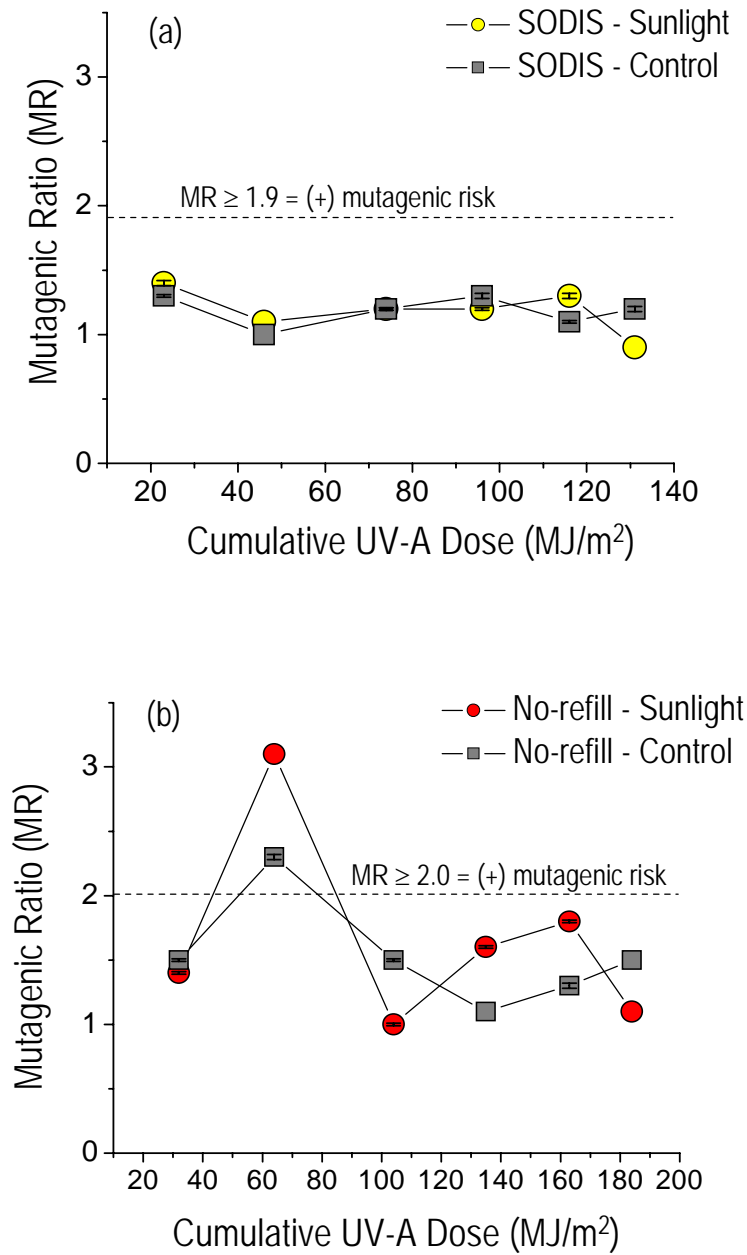 (a)
SODIS - Sunlight
SODIS - Control
MR ≥ 1.9 = (+) mutagenic risk
Mutagenic Ratio (MR)
3
2
1
0
20 40 60 80 100 120 140
Cumulative UV-A Dose (MJ/m²)
(b)
No-refill - Sunlight
No-refill - Control
MR ≥ 2.0 = (+) mutagenic risk
Mutagenic Ratio (MR)
3
2
1
0
20 40 60 80 100 120 140 160 180 200
Cumulative UV-A Dose (MJ/m²)